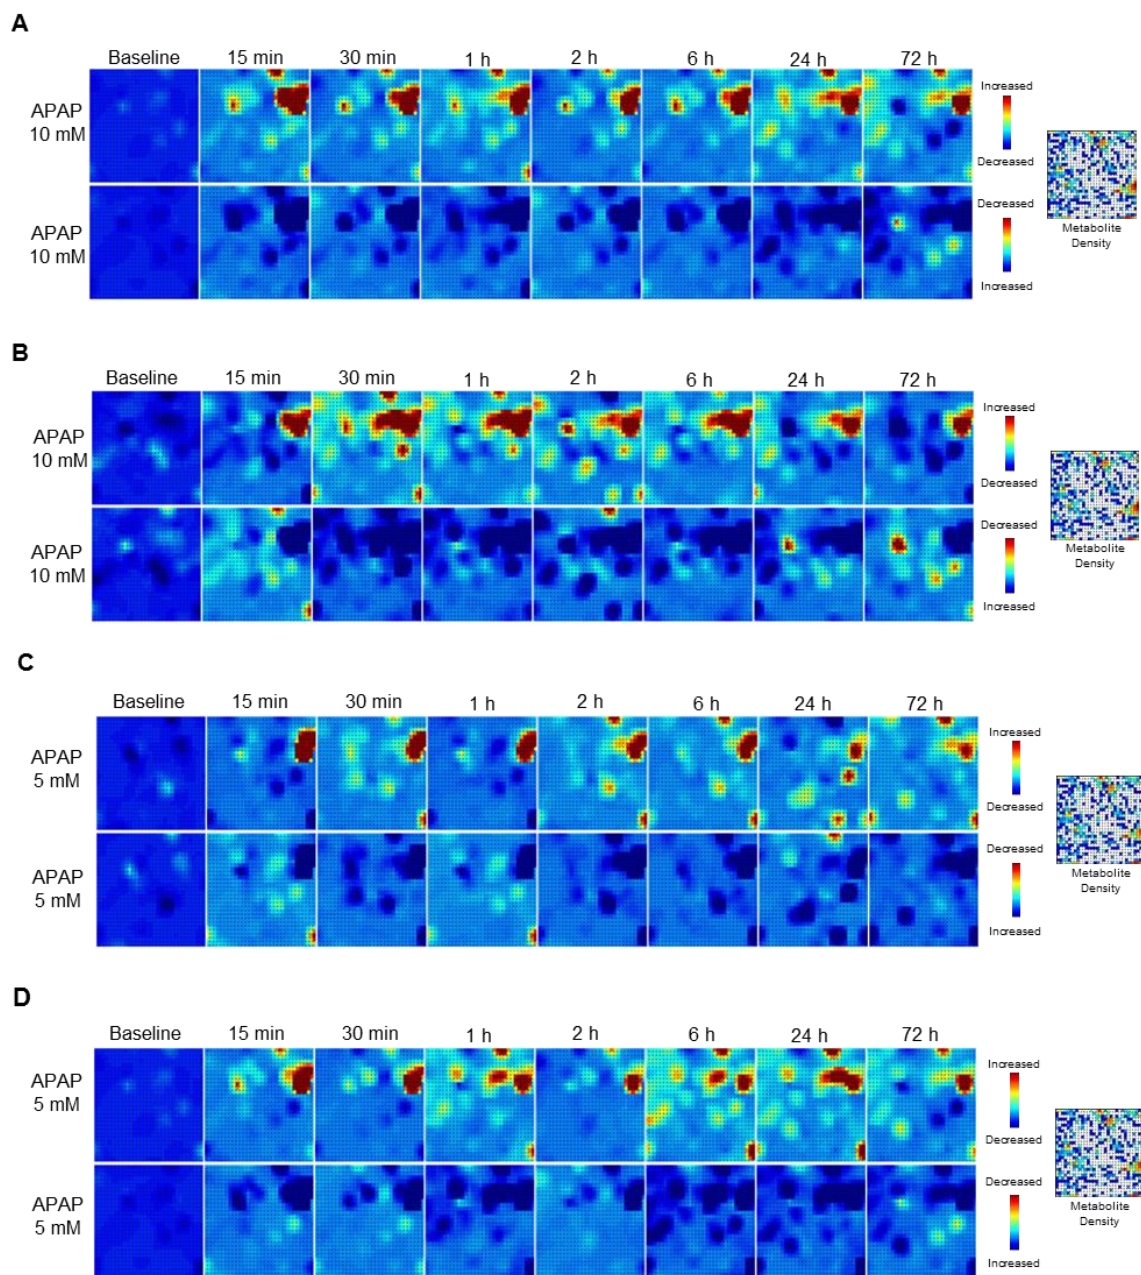 A
Baseline 15 min 30 min 1 h 2 h 6 h 24 h 72 h
APAP
10 mM
Increased
Decreased
APAP
10 mM
Decreased
Increased
Metabolite
Density
B
Baseline 15 min 30 min 1 h 2 h 6 h 24 h 72 h
APAP
10 mM
Increased
Decreased
APAP
10 mM
Decreased
Increased
Metabolite
Density
C
Baseline 15 min 30 min 1 h 2 h 6 h 24 h 72 h
APAP
5 mM
Increased
Decreased
APAP
5 mM
Decreased
Increased
Metabolite
Density
D
Baseline 15 min 30 min 1 h 2 h 6 h 24 h 72 h
APAP
5 mM
Increased
Decreased
APAP
5 mM
Decreased
Increased
Metabolite
Density